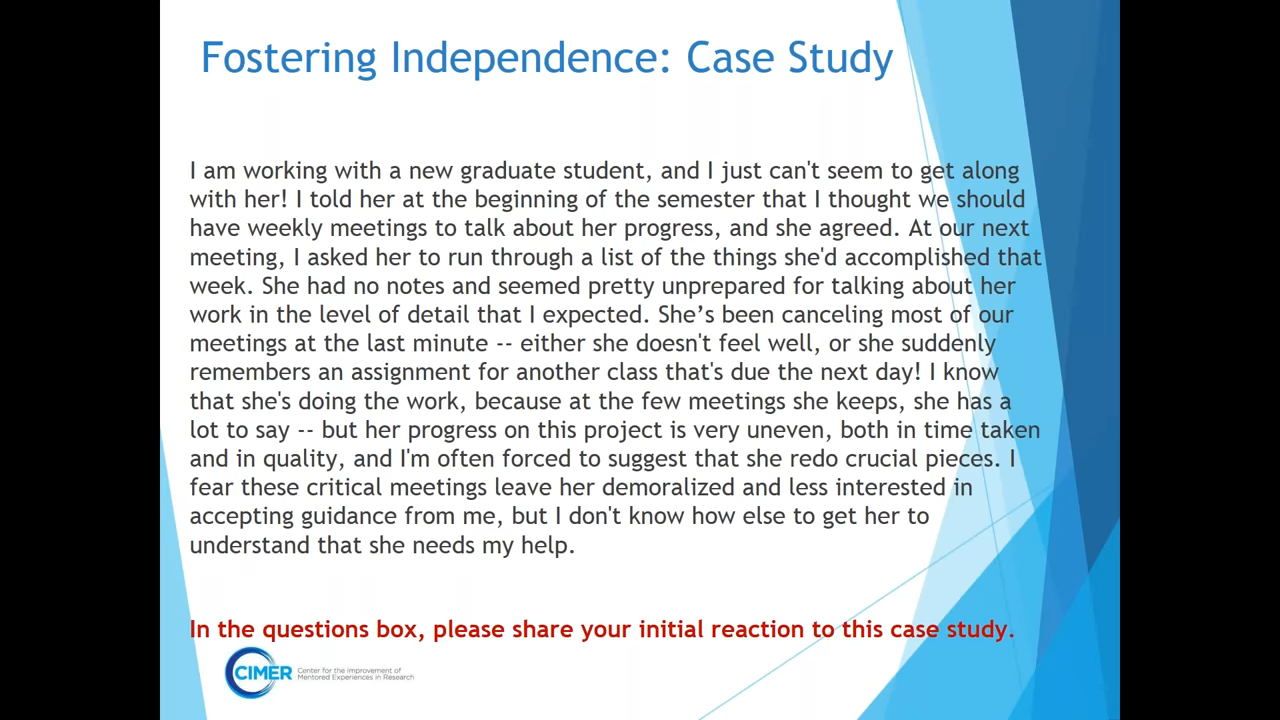 Fostering Independence: Case Study
I am working with a new graduate student, and I just can't seem to get along
with her! I told her at the beginning of the semester that I thought we should
have weekly meetings to talk about her progress, and she agreed. At our next
meeting, I asked her to run through a list of the things she'd accomplished that
week. She had no notes and seemed pretty unprepared for talking about her
work in the level of detail that I expected. She’s been canceling most of our
meetings at the last minute -- either she doesn't feel well, or she suddenly
remembers an assignment for another class that's due the next day! I know
that she's doing the work, because at the few meetings she keeps, she has a
lot to say -- but her progress on this project is very uneven, both in time taken
and in quality, and I'm often forced to suggest that she redo crucial pieces. I
fear these critical meetings leave her demoralized and less interested in
accepting guidance from me, but I don't know how else to get her to
understand that she needs my help.
In the questions box, please share your initial reaction to this case study.
CIMER
Center for the Improvement of
Mentored Experiences in Research